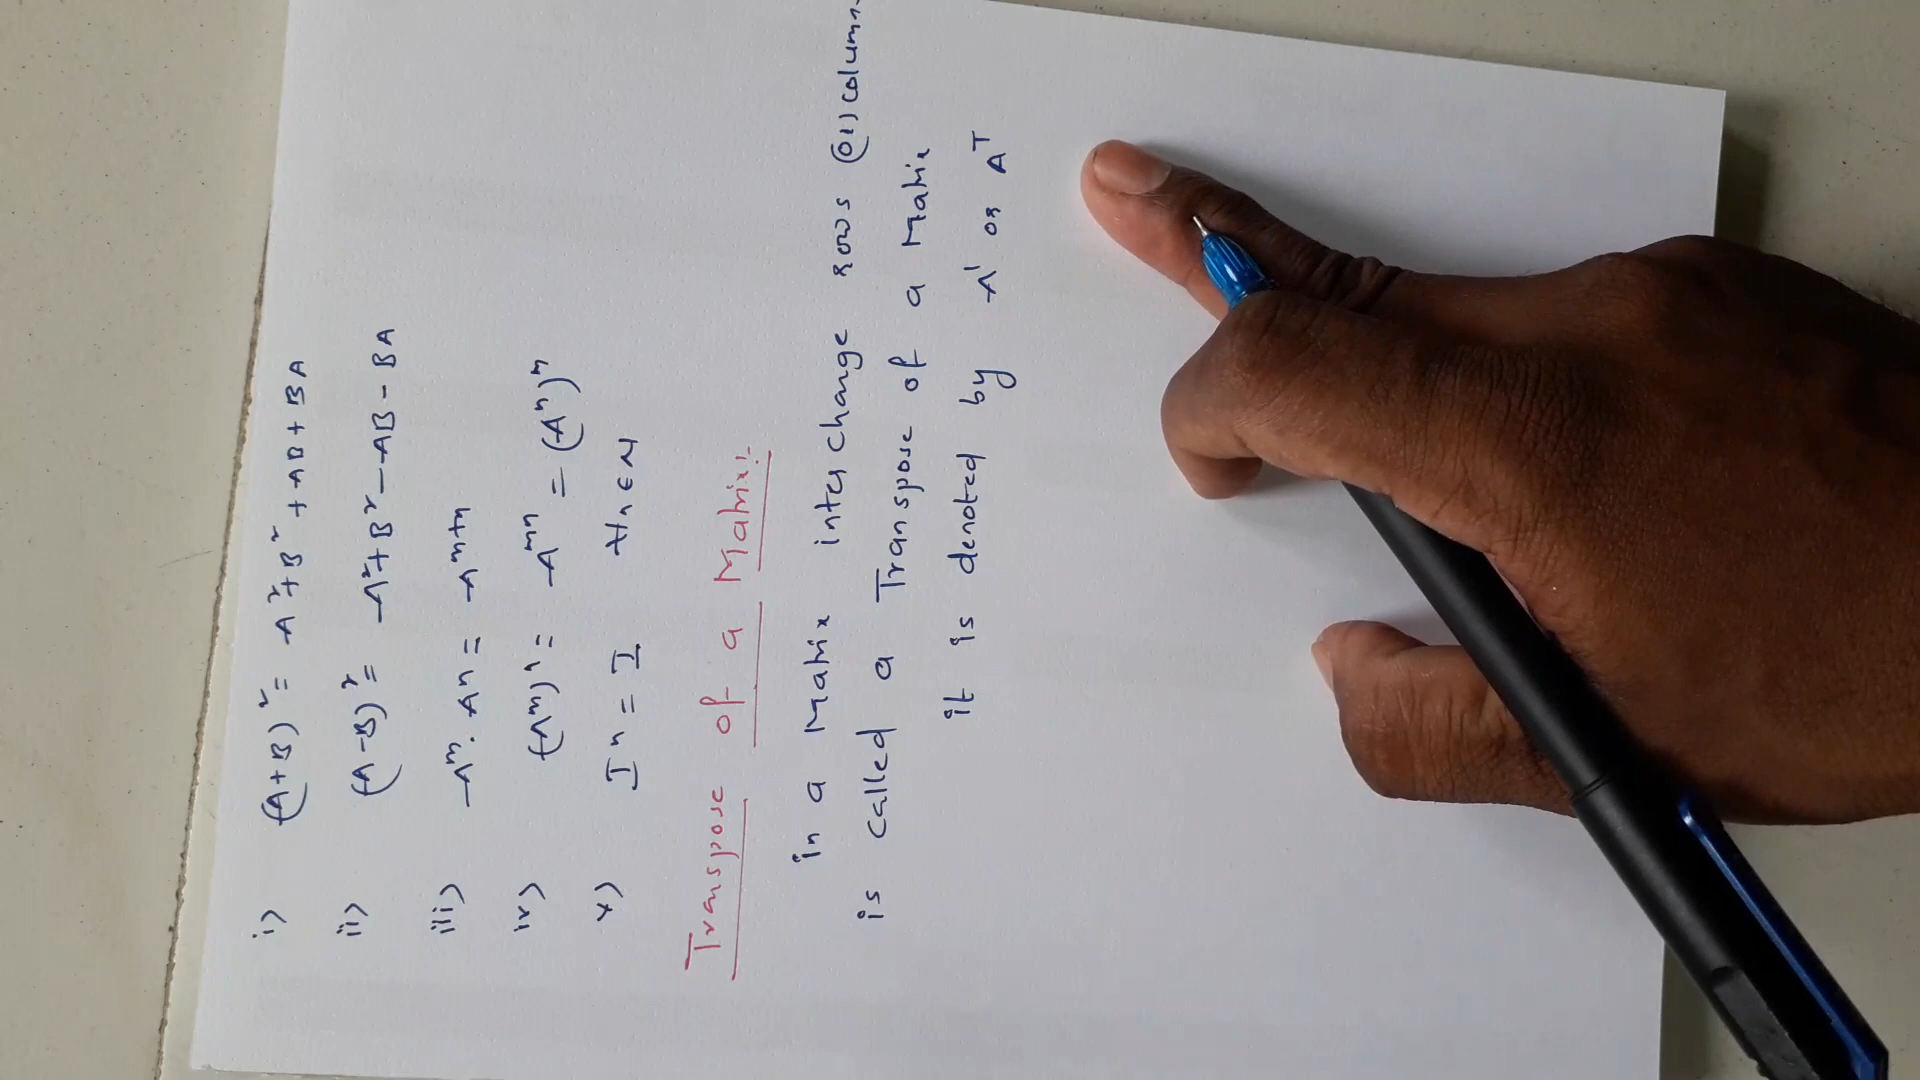 i) (A+B)² = A²+B²+AB+BA
ii) (A-B)² = A²+B²-AB-BA
iii) Aᵐ. Aⁿ = Aᵐ⁺ⁿ
iv) (Aᵐ)ⁿ = Aᵐⁿ = (Aⁿ)ᵐ
v) Iⁿ = I ∀ n ∈ N
Transpose of a Matrix:
in a Matrix interchange rows (or) column
is called a Transpose of a Matrix
it is denoted by A' or Aᵀ